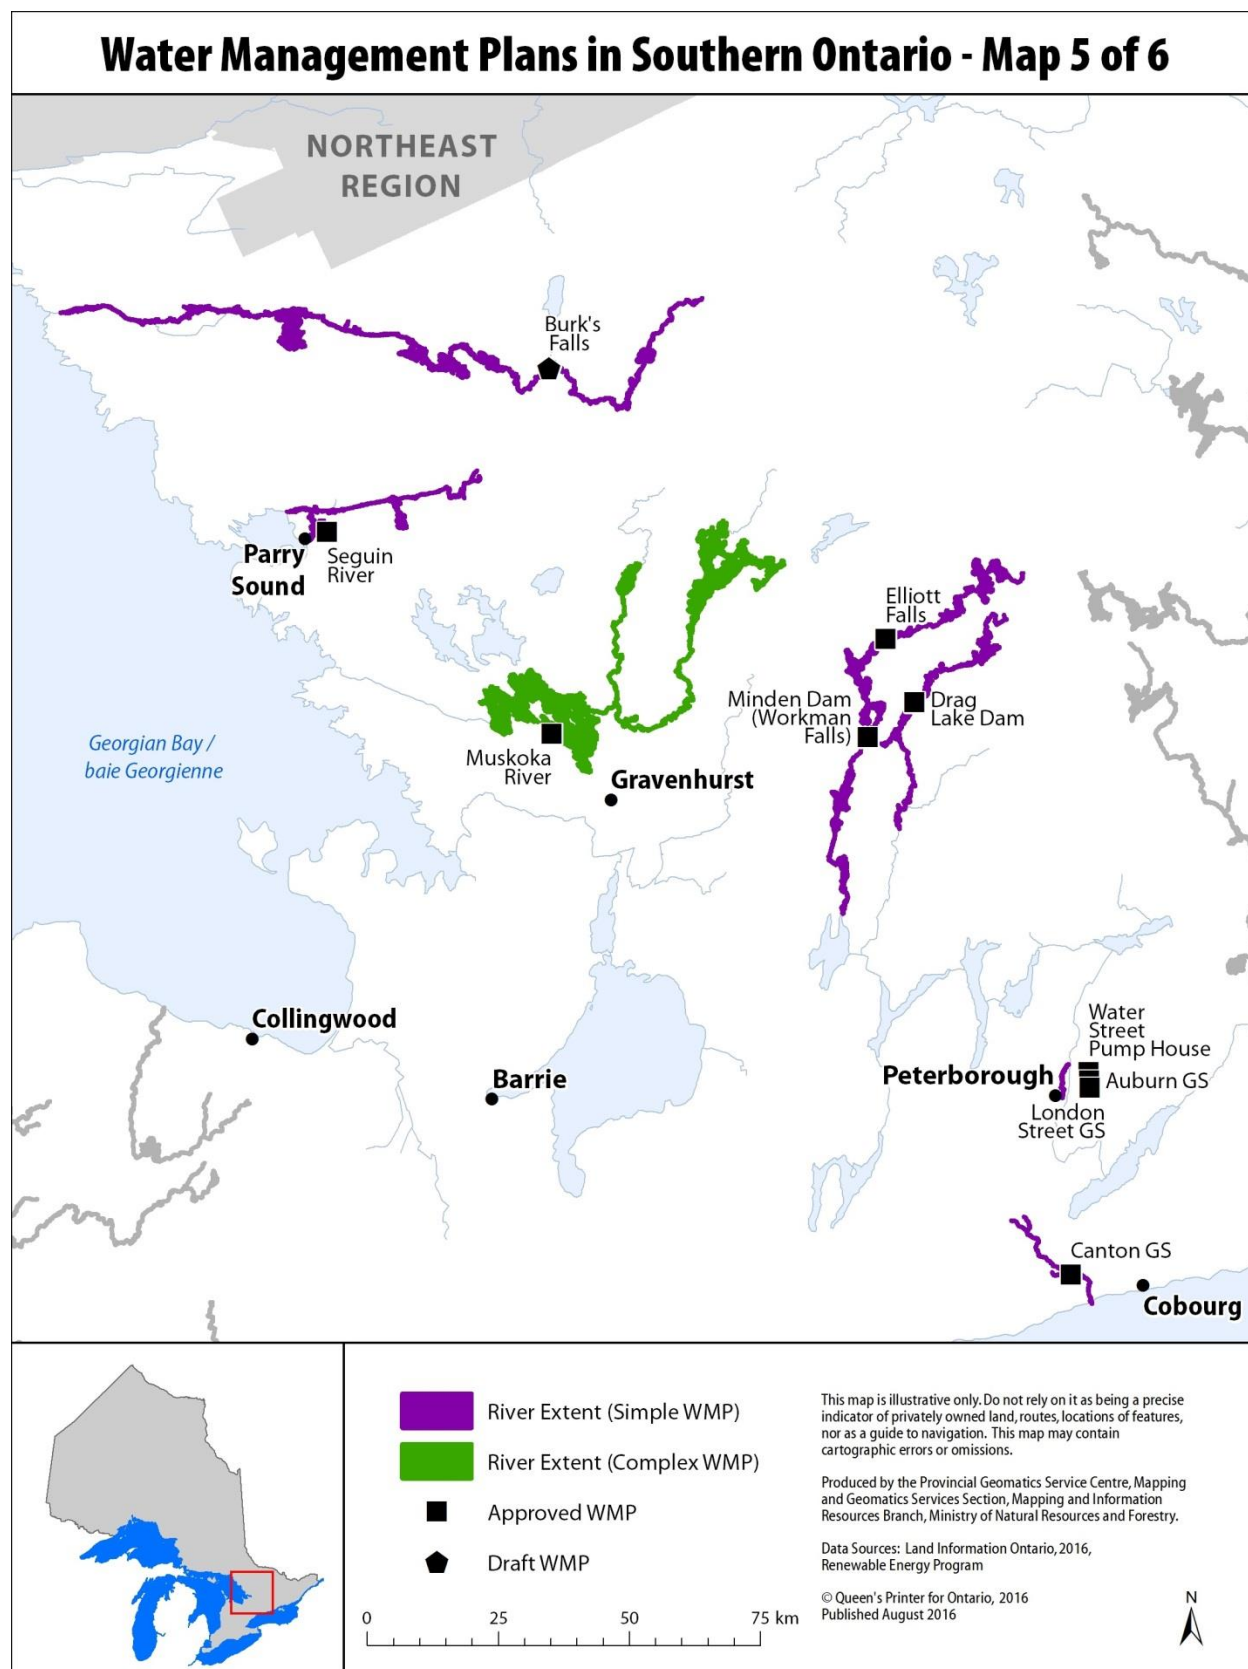 Water Management Plans in Southern Ontario - Map 5 of 6
NORTHEAST
REGION
Burk's
Falls
Parry
Sound
Seguin
River
Elliott
Falls
Minden Dam
(Workman
Falls)
Drag
Lake Dam
Georgian Bay /
baie Georgienne
Muskoka
River
Gravenhurst
Collingwood
Barrie
Water
Street
Pump House
Peterborough
Auburn GS
London
Street GS
Canton GS
Cobourg
River Extent (Simple WMP)
River Extent (Complex WMP)
Approved WMP
Draft WMP
0 25 50 75 km
This map is illustrative only. Do not rely on it as being a precise
indicator of privately owned land, routes, locations of features,
nor as a guide to navigation. This map may contain
cartographic errors or omissions.
Produced by the Provincial Geomatics Service Centre, Mapping
and Geomatics Services Section, Mapping and Information
Resources Branch, Ministry of Natural Resources and Forestry.
Data Sources: Land Information Ontario, 2016,
Renewable Energy Program
© Queen's Printer for Ontario, 2016
Published August 2016
N